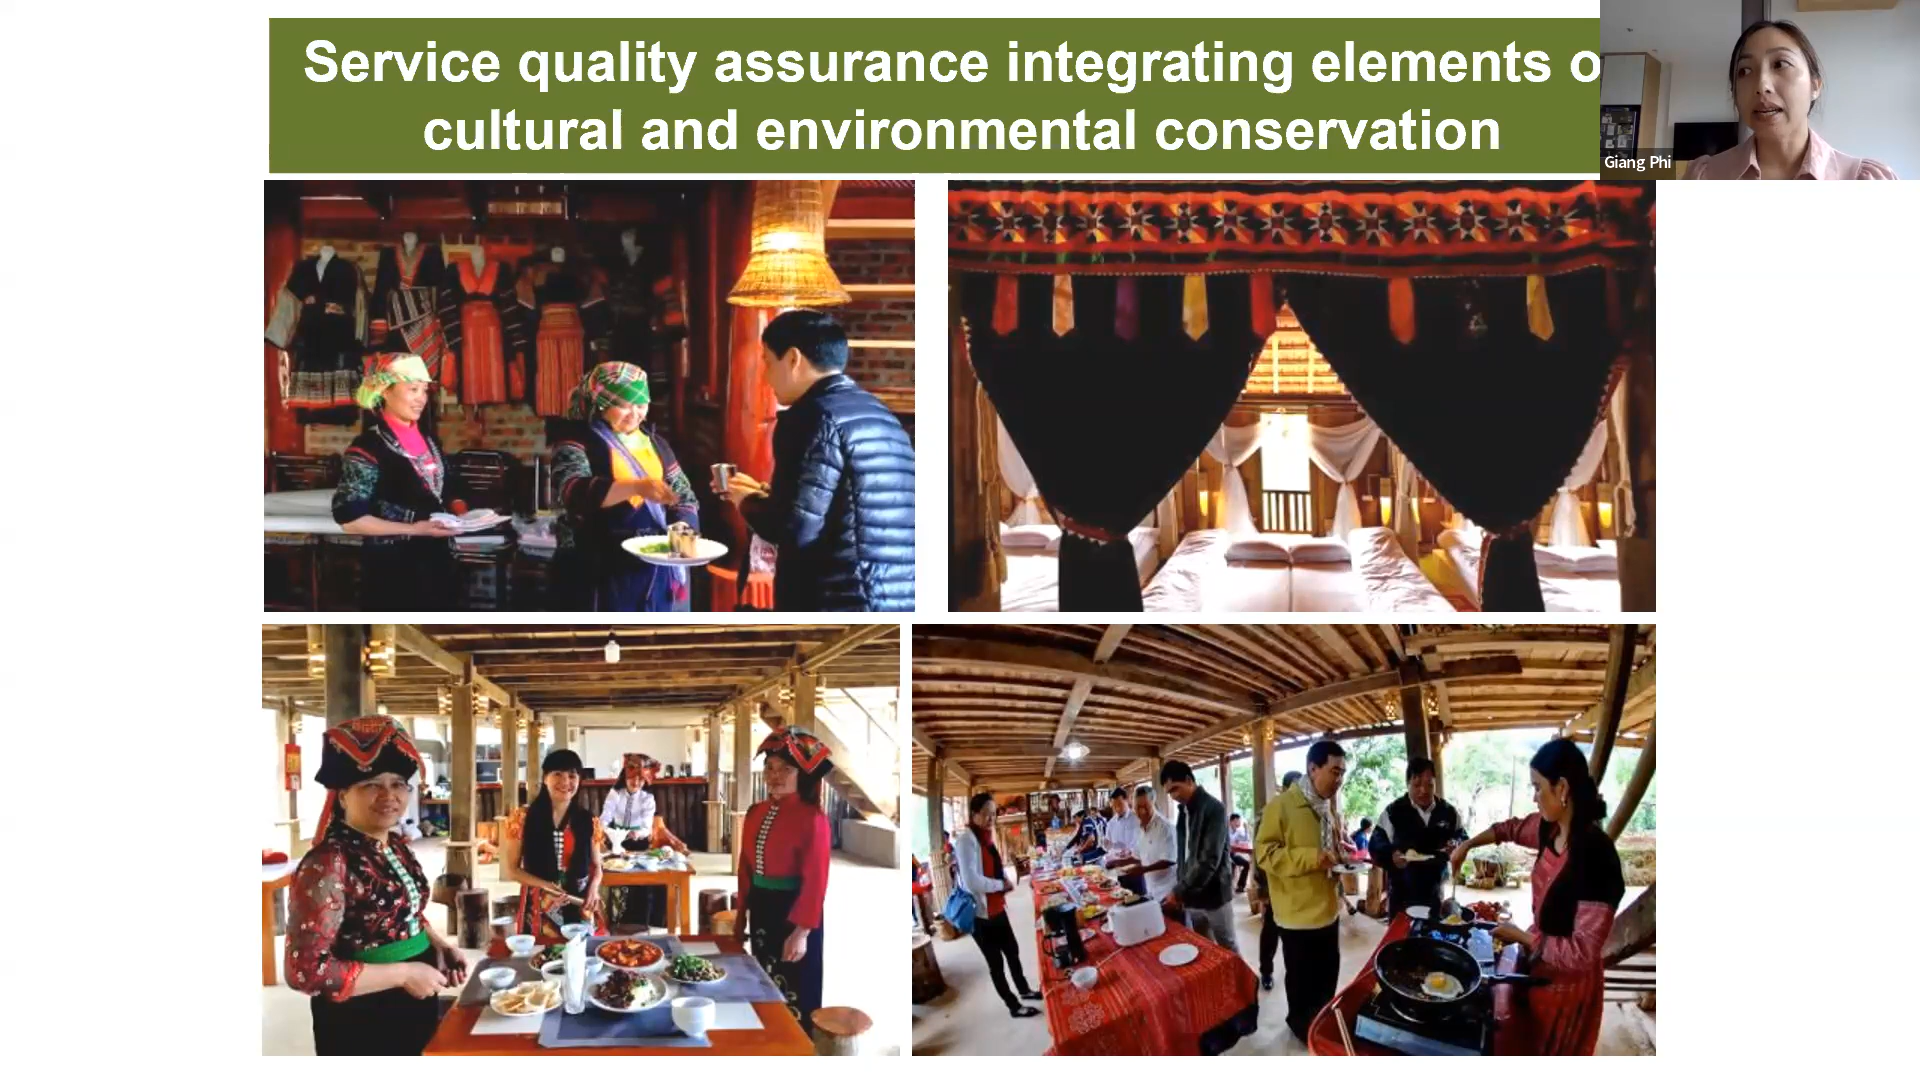 Service quality assurance integrating elements o
cultural and environmental conservation
Giang Phi